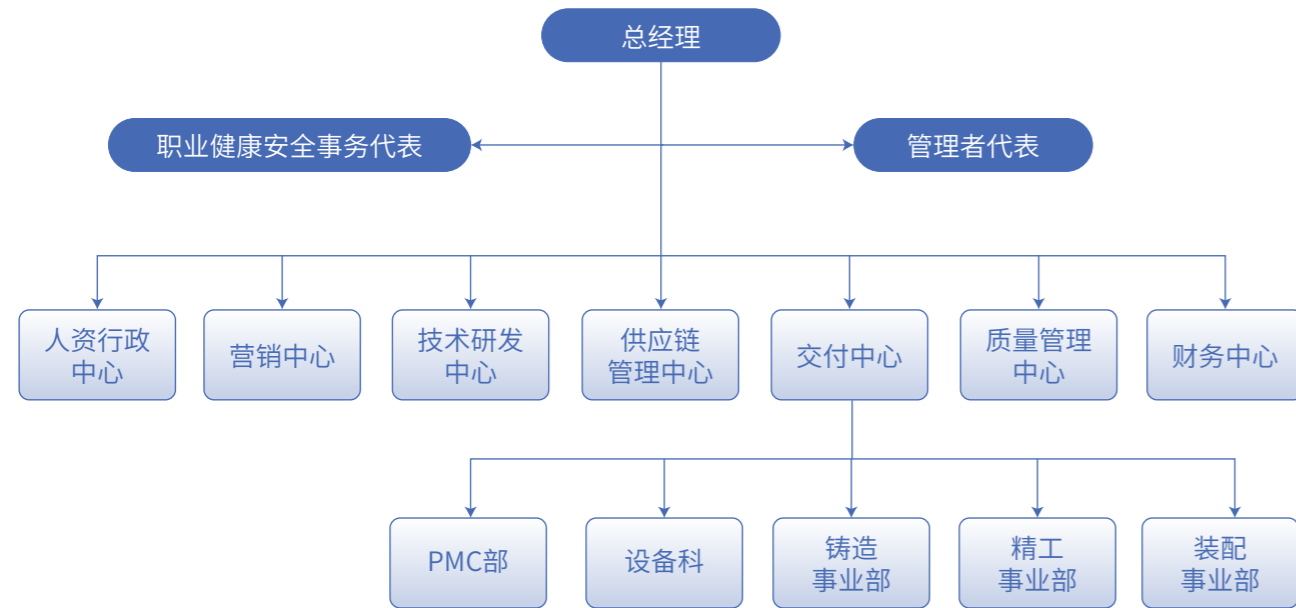 总经理
职业健康安全事务代表
管理者代表
人资行政
中心
营销中心
技术研发
中心
供应链
管理中心
交付中心
质量管理
中心
财务中心
PMC部
设备科
铸造
事业部
精工
事业部
装配
事业部